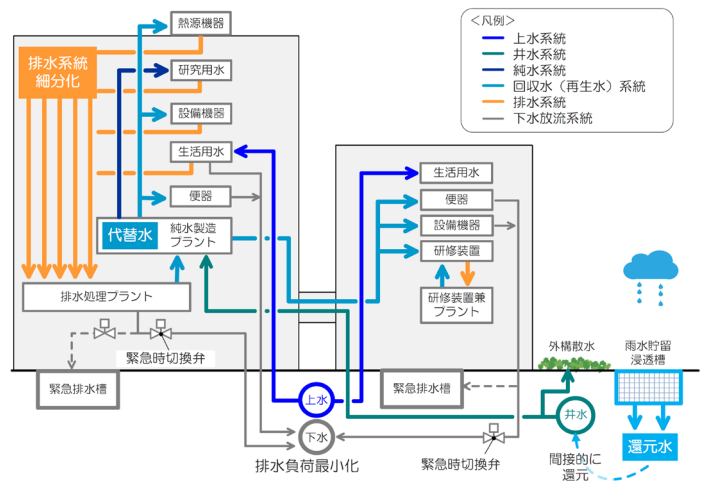 熱源機器
排水系統
細分化
研究用水
設備機器
生活用水
便器
代替水
純水製造
プラント
排水処理プラント
緊急時切換弁
緊急排水槽
＜凡例＞
上水系統
井水系統
純水系統
回収水（再生水）系統
排水系統
下水放流系統
生活用水
便器
設備機器
研修装置
研修装置兼
プラント
緊急排水槽
上水
下水
排水負荷最小化
緊急時切換弁
外構散水
井水
間接的に
還元
雨水貯留
浸透槽
還元水